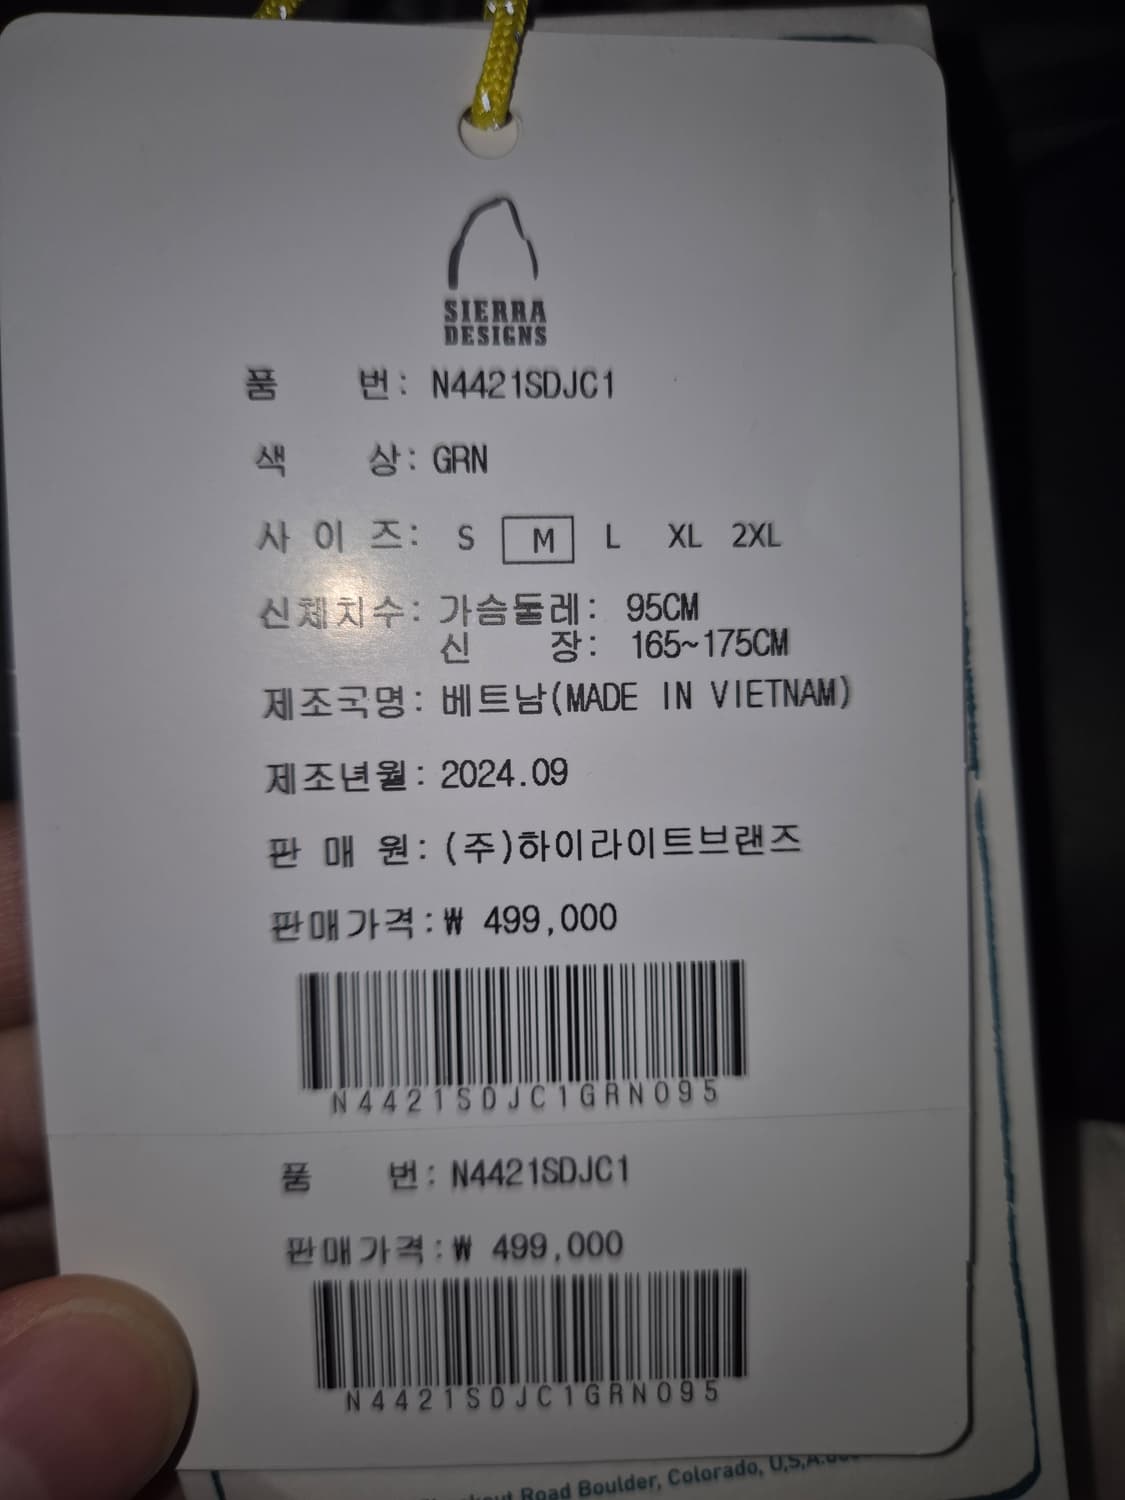 SIERRA
DESIGNS
품 번: N4421SDJC1
색 상: GRN
사 이 즈: S M L XL 2XL
신체치수: 가슴둘레: 95CM
신 장: 165~175CM
제조국명: 베트남(MADE IN VIETNAM)
제조년월: 2024.09
판 매 원: (주)하이라이트브랜즈
판매가격:₩ 499,000
N4421SDJC1GRN095
품 번: N4421SDJC1
판매가격:₩ 499,000
N4421SDJC1GRN095
Road Boulder, Colorado, U,S,A.